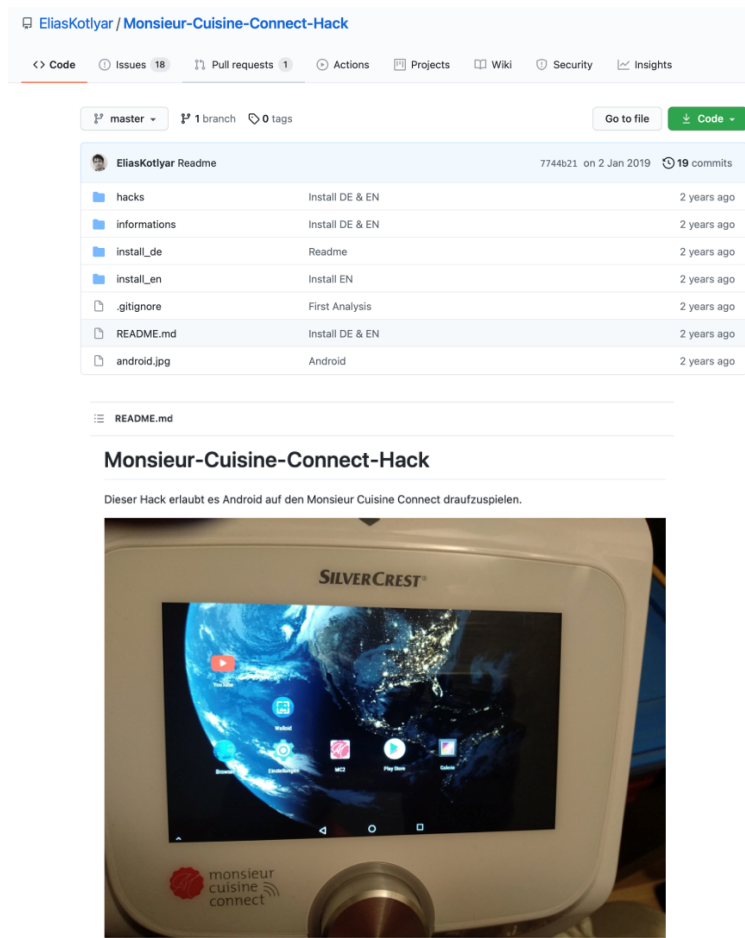 EliasKotlyar / Monsieur-Cuisine-Connect-Hack
Code Issues 18 Pull requests 1 Actions Projects Wiki Security Insights
master 1 branch 0 tags Go to file Code
EliasKotlyar Readme 7744b21 on 2 Jan 2019 19 commits
hacks Install DE & EN 2 years ago
informations Install DE & EN 2 years ago
install_de Readme 2 years ago
install_en Install EN 2 years ago
.gitignore First Analysis 2 years ago
README.md Install DE & EN 2 years ago
android.jpg Android 2 years ago
README.md
Monsieur-Cuisine-Connect-Hack
Dieser Hack erlaubt es Android auf den Monsieur Cuisine Connect draufzuspielen.
SILVERCREST®
YouTube
Browser Einstellungen MC2 Play Store Galerie
monsieur
cuisine
connect